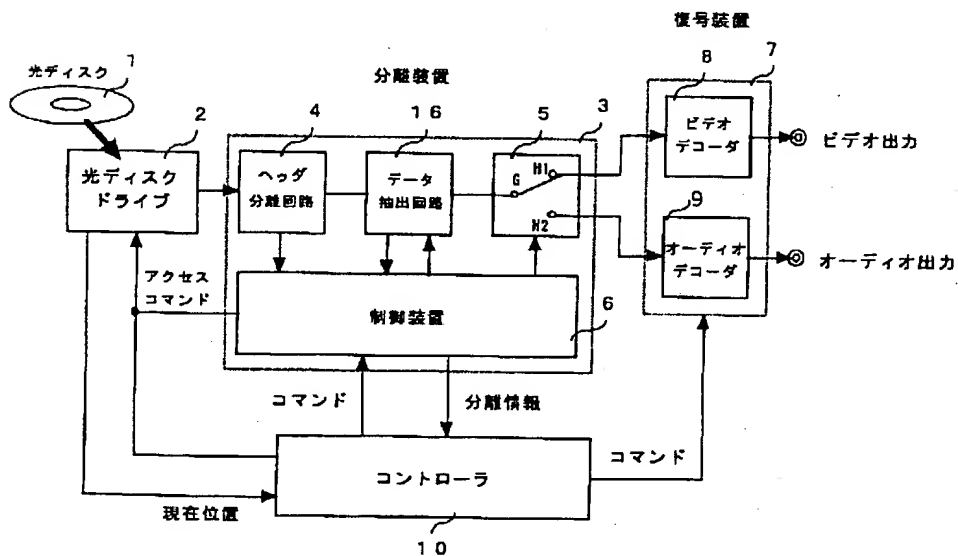 復号装置
7
8
1
光ディスク
分離装置
2
4
16
5
3
ビデオ
デコーダ
ビデオ出力
光ディスク
ドライブ
ヘッダ
分離回路
データ
抽出回路
G
H1
H2
9
オーディオ
デコーダ
オーディオ出力
アクセス
コマンド
制御装置
6
コマンド
分離情報
コマンド
コントローラ
現在位置
10